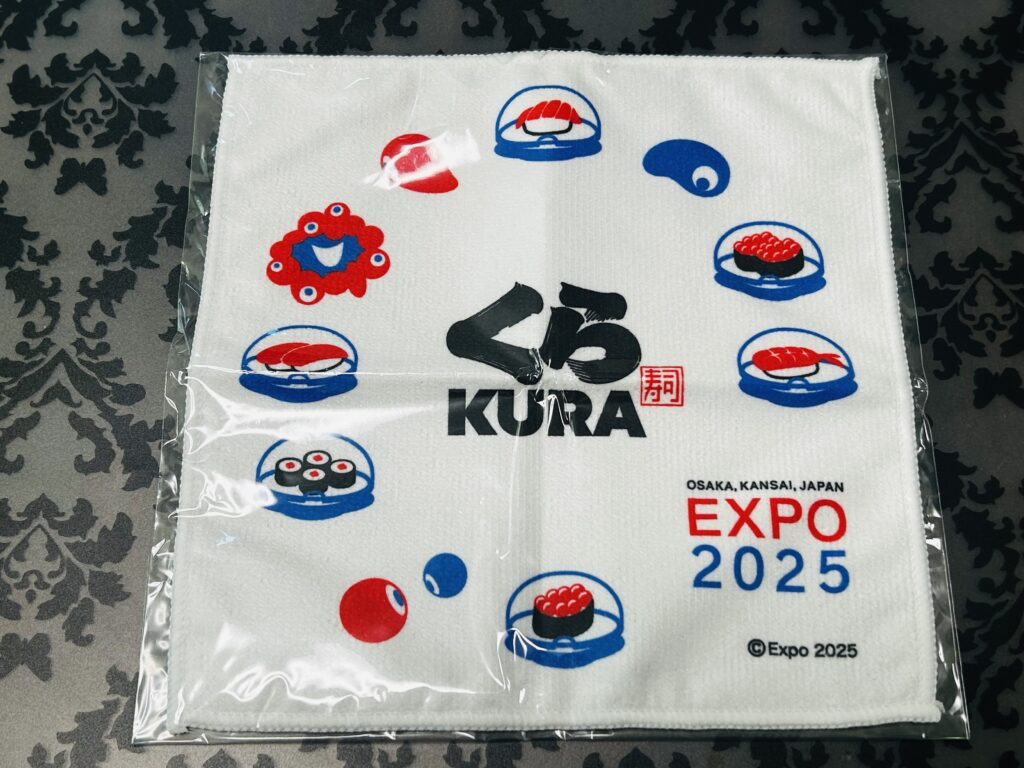 くら
KURA
寿司
OSAKA, KANSAI, JAPAN
EXPO
2025
©Expo 2025